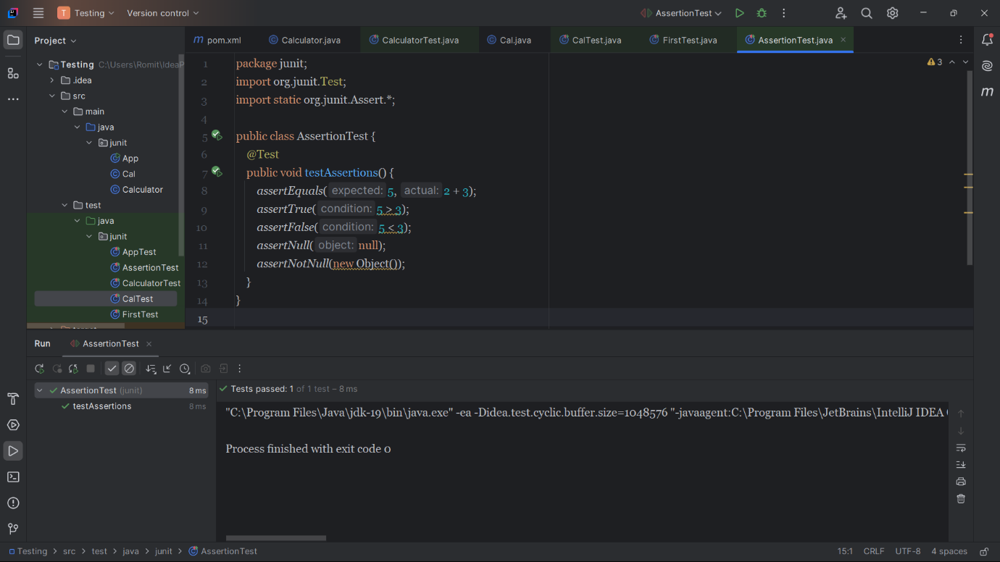 T Testing Version control AssertionTest
Project
pom.xml Calculator.java CalculatorTest.java Cal.java CalTest.java FirstTest.java AssertionTest.java
Testing C:\Users\Romit\IdeaP
.idea
src
main
java
junit
App
Cal
Calculator
test
java
junit
AppTest
AssertionTest
CalculatorTest
CalTest
FirstTest
3
1 package junit;
2 import org.junit.Test;
3 import static org.junit.Assert.*;
4
5 public class AssertionTest {
6 @Test
7 public void testAssertions() {
8 assertEquals( expected: 5, actual: 2 + 3);
9 assertTrue( condition: 5 > 3);
10 assertFalse( condition: 5 < 3);
11 assertNull( object: null);
12 assertNotNull(new Object());
13 }
14 }
15
Run AssertionTest
AssertionTest (junit) 8 ms
testAssertions 8 ms
Tests passed: 1 of 1 test – 8 ms
"C:\Program Files\Java\jdk-19\bin\java.exe" -ea -Didea.test.cyclic.buffer.size=1048576 "-javaagent:C:\Program Files\JetBrains\IntelliJ IDEA
Process finished with exit code 0
Testing > src > test > java > junit > AssertionTest
15:1 CRLF UTF-8 4 spaces